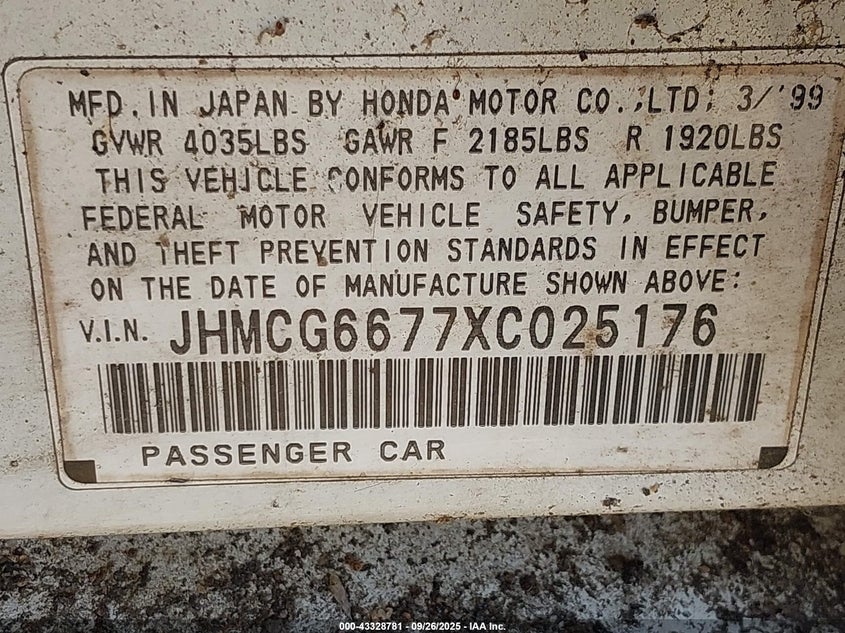 MFD. IN JAPAN BY HONDA MOTOR CO., LTD. 3/'99
GVWR 4035LBS GAWR F 2185LBS R 1920LBS
THIS VEHICLE CONFORMS TO ALL APPLICABLE
FEDERAL MOTOR VEHICLE SAFETY, BUMPER,
AND THEFT PREVENTION STANDARDS IN EFFECT
ON THE DATE OF MANUFACTURE SHOWN ABOVE:
V.I.N. JHMCG6677XC025176
PASSENGER CAR
000-43328781 - 09/26/2025 - IAA Inc.